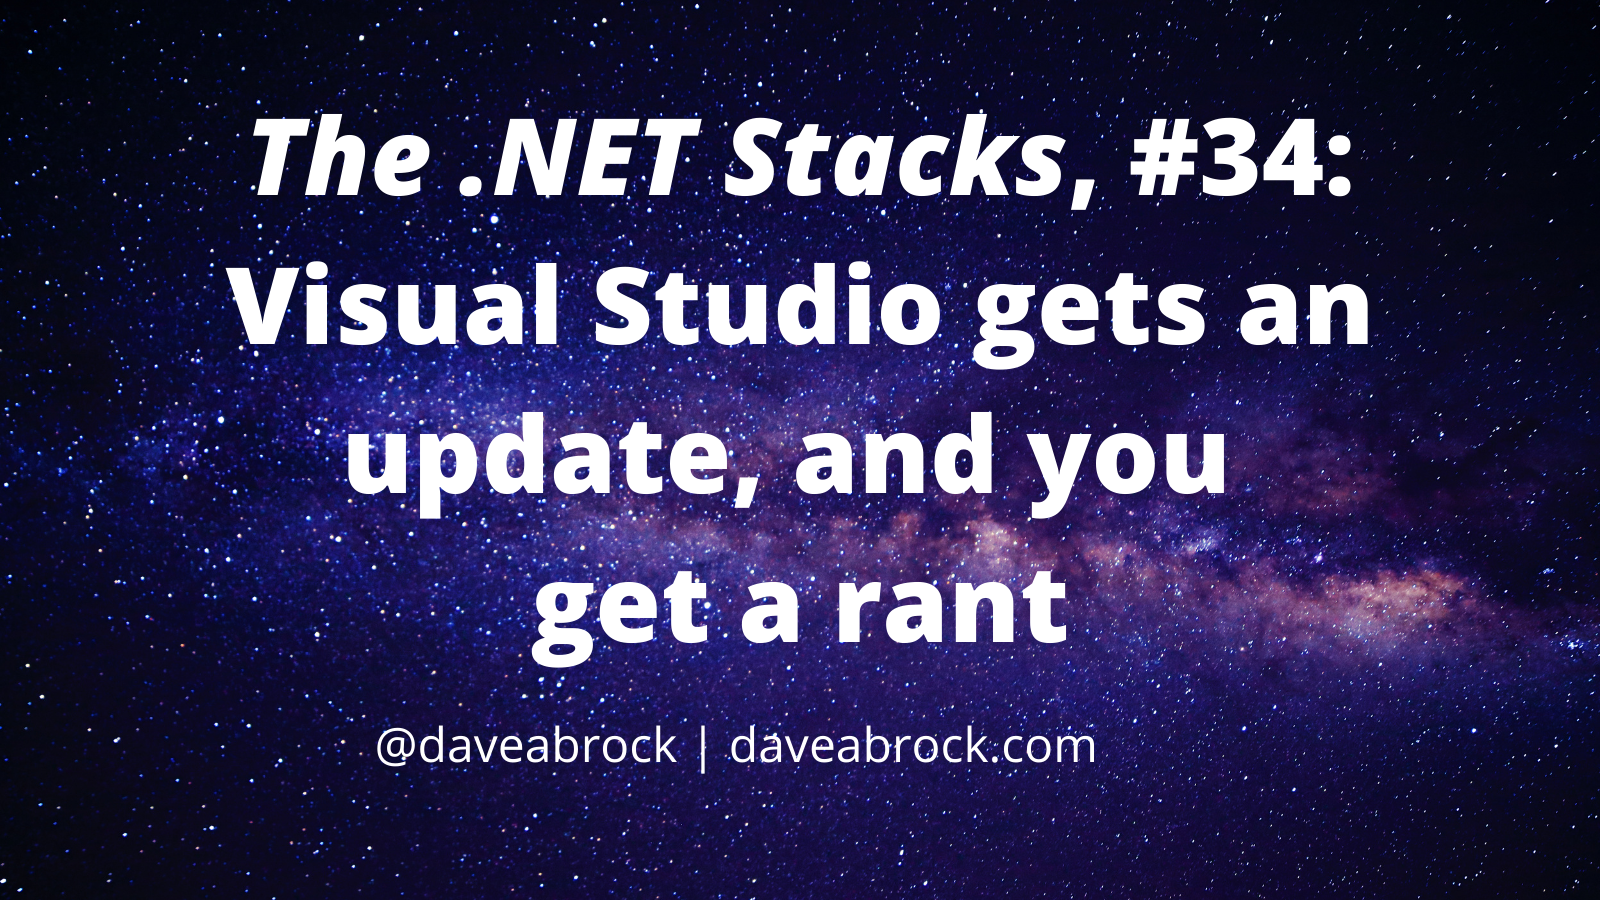 The .NET Stacks, #34:
Visual Studio gets an
update, and you
get a rant
@daveabrock | daveabrock.com